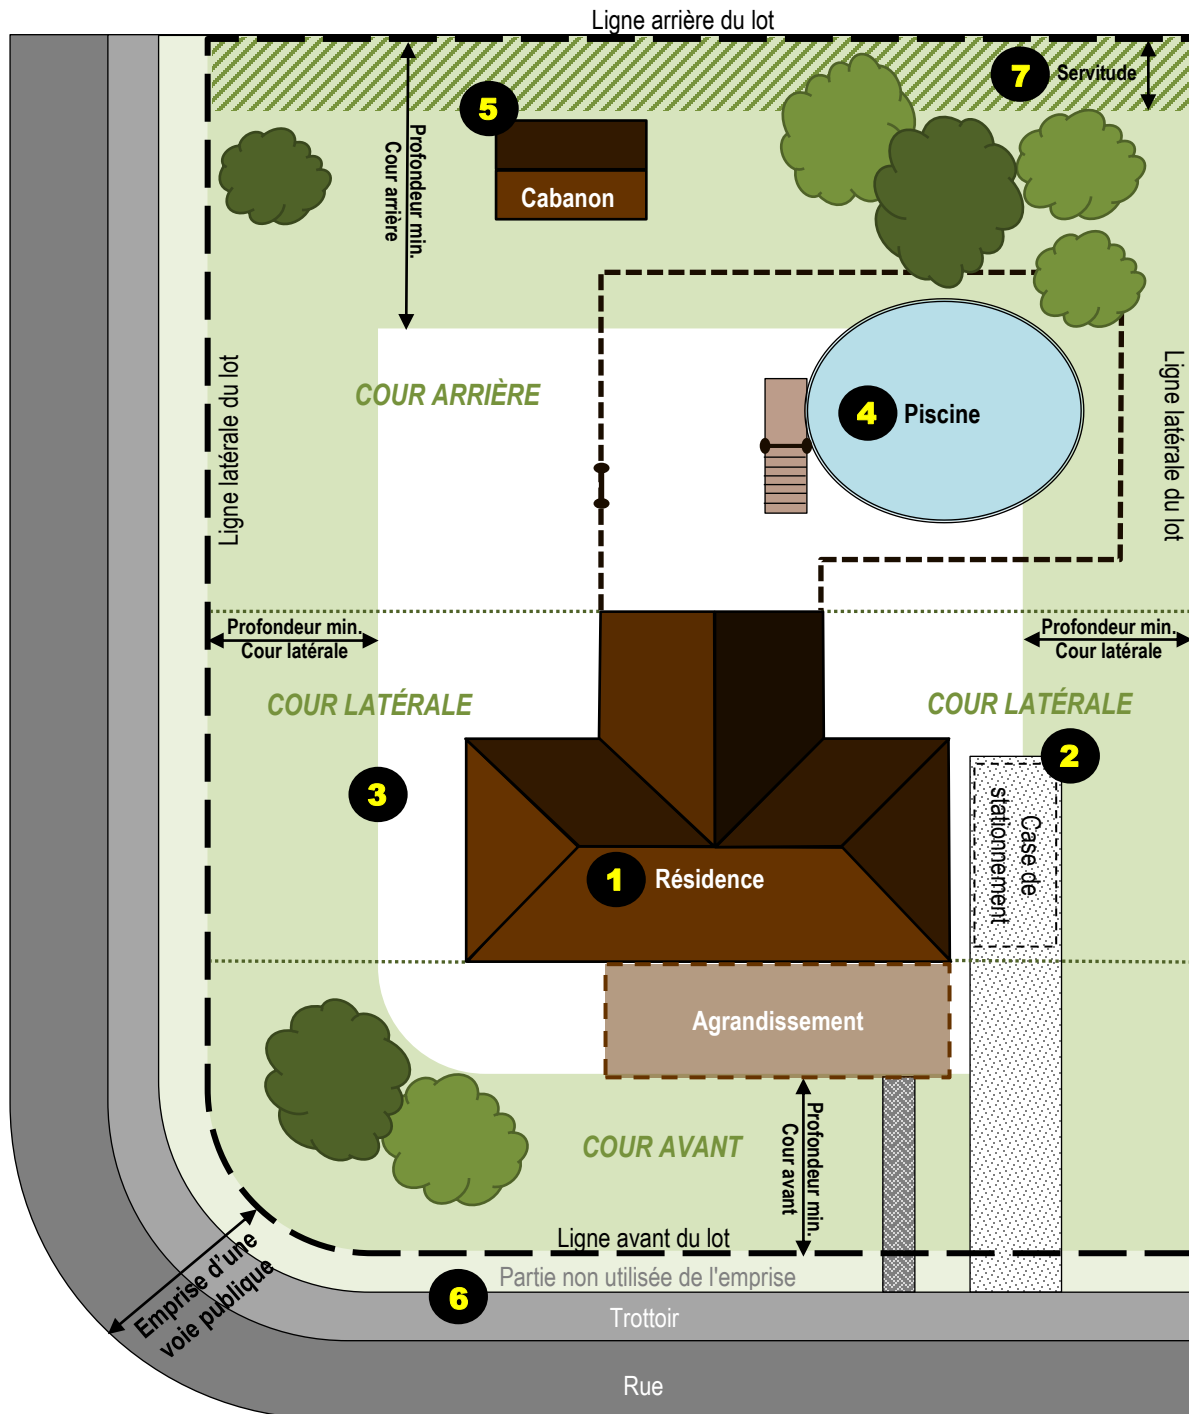 Ligne arrière du lot
7 Servitude
5
Cabanon
Profondeur min.
Cour arrière
Ligne latérale du lot
COUR ARRIÈRE
4 Piscine
Ligne latérale du lot
Profondeur min.
Cour latérale
Profondeur min.
Cour latérale
COUR LATÉRALE
COUR LATÉRALE
2
3
Case de
stationnement
1 Résidence
Agrandissement
Profondeur min.
Cour avant
COUR AVANT
Ligne avant du lot
Partie non utilisée de l'emprise
6
Emprise d'une
voie publique
Trottoir
Rue